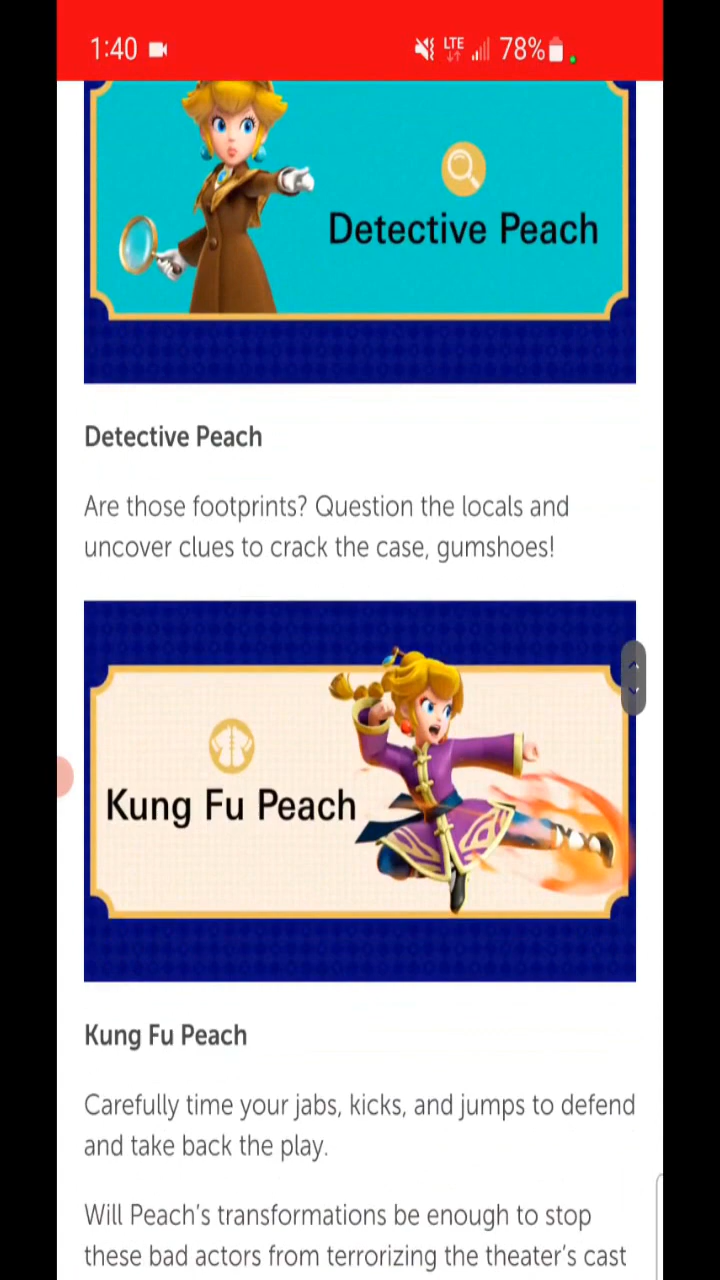 1:40 LTE 78%
Detective Peach
Detective Peach
Are those footprints? Question the locals and
uncover clues to crack the case, gumshoes!
Kung Fu Peach
Kung Fu Peach
Carefully time your jabs, kicks, and jumps to defend
and take back the play.
Will Peach’s transformations be enough to stop
these bad actors from terrorizing the theater’s cast